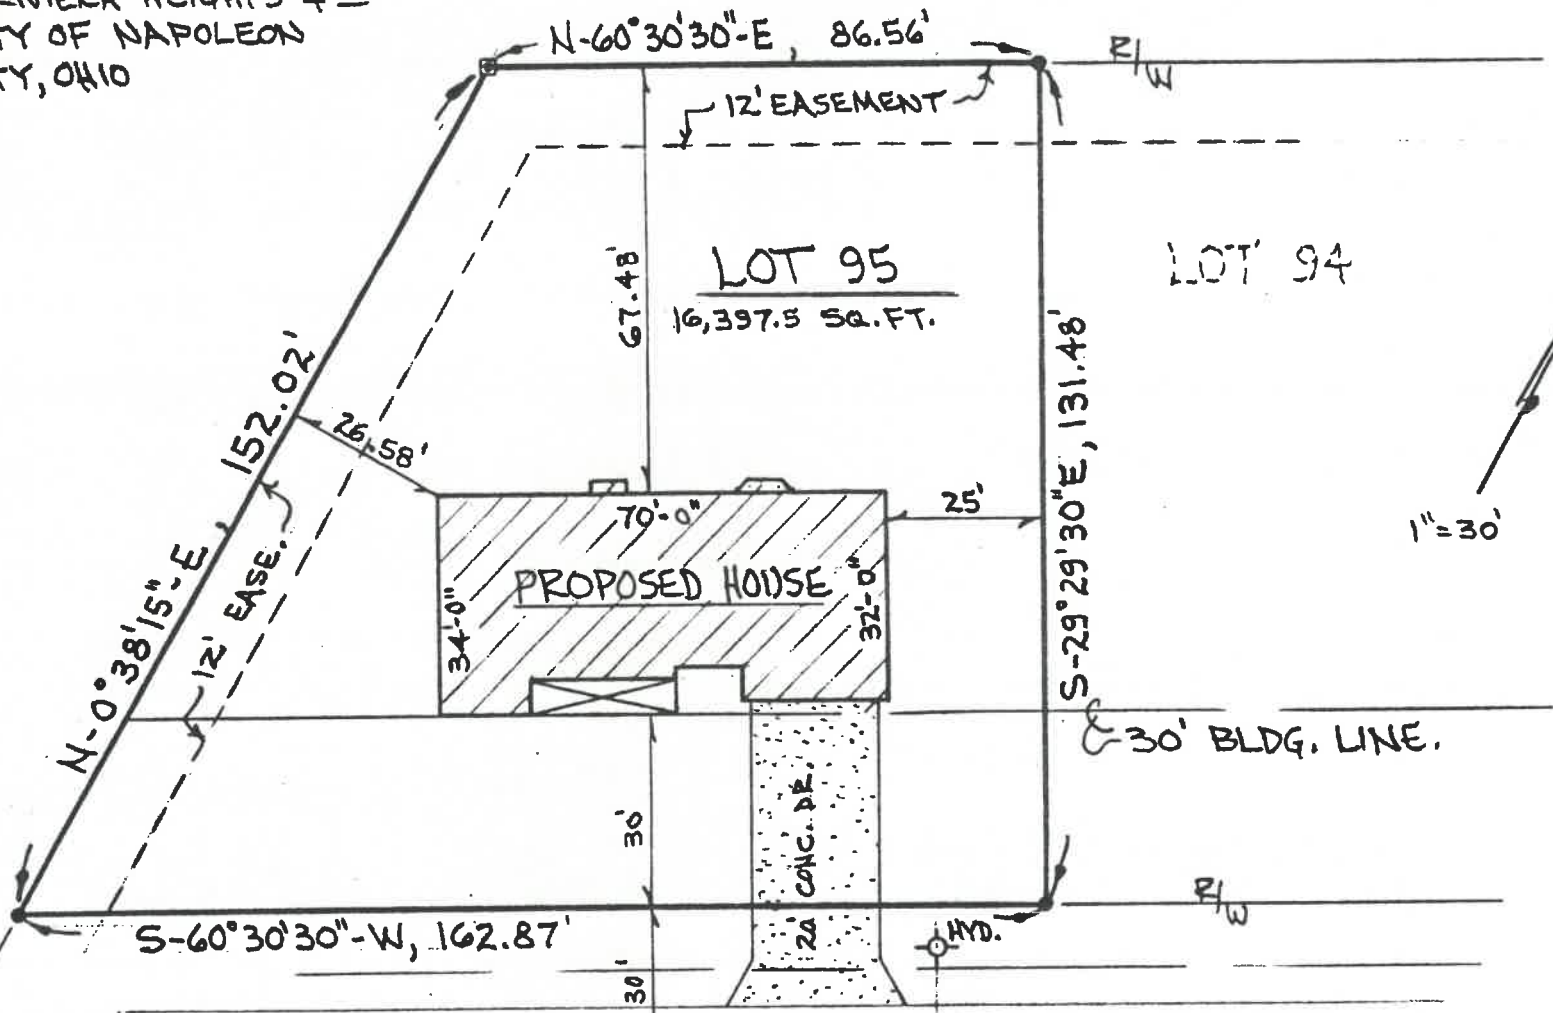 HEIGHTS
TY OF NAPOLEON
TY, OHIO
N-60°30'30"-E, 86.56'
R/W
12' EASEMENT
LOT 95
16,397.5 SQ.FT.
LOT 94
67.48'
152.02'
N-0°38'15"-E,
26.58'
12' EASE.
S-29°29'30"E, 131.48'
25'
1"=30'
70'-0"
PROPOSED HOUSE
34'-0"
32'-0"
30' BLDG. LINE.
30'
CONC. DR.
R/W
S-60°30'30"-W, 162.87'
HYD.
30'